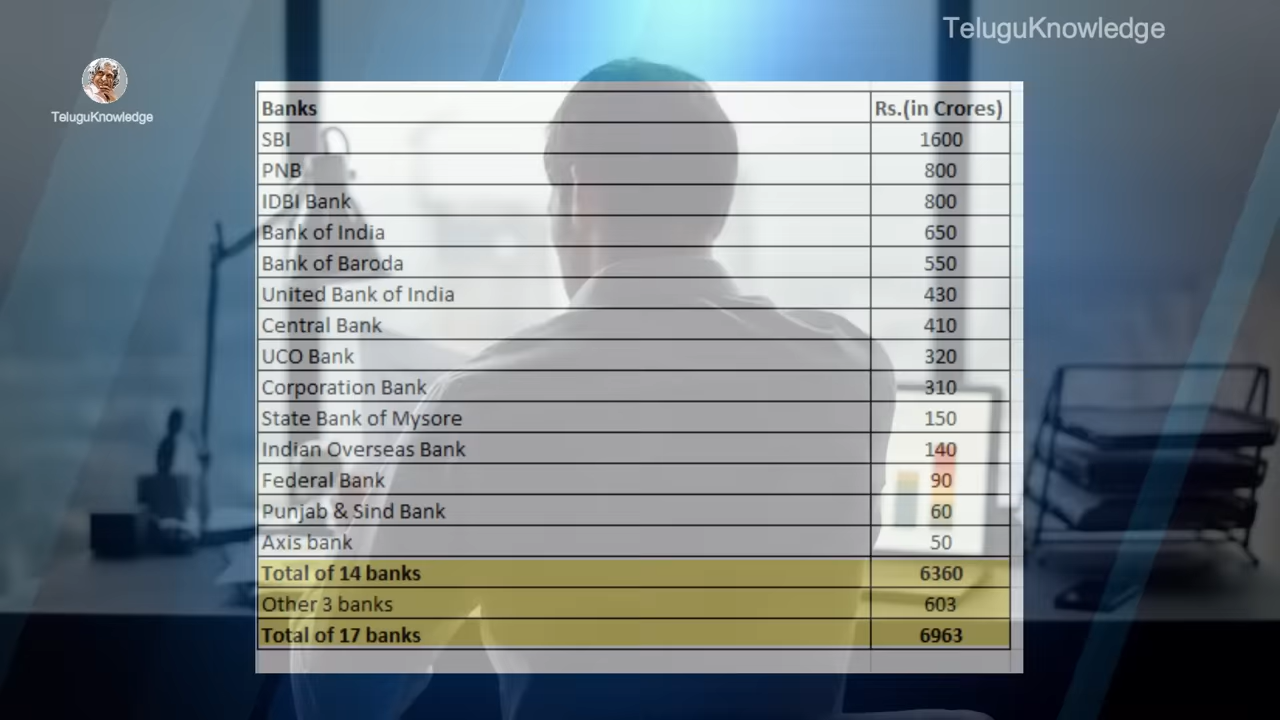 TeluguKnowledge
TeluguKnowledge
Banks Rs.(in Crores)
SBI 1600
PNB 800
IDBI Bank 800
Bank of India 650
Bank of Baroda 550
United Bank of India 430
Central Bank 410
UCO Bank 320
Corporation Bank 310
State Bank of Mysore 150
Indian Overseas Bank 140
Federal Bank 90
Punjab & Sind Bank 60
Axis bank 50
Total of 14 banks 6360
Other 3 banks 603
Total of 17 banks 6963